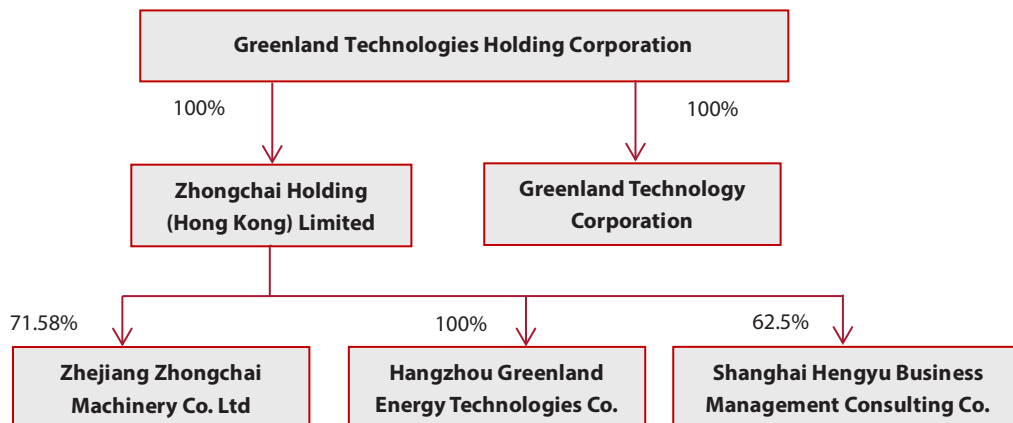 Greenland Technologies Holding Corporation
100%
100%
Zhongchai Holding
(Hong Kong) Limited
Greenland Technology
Corporation
71.58%
100%
62.5%
Zhejiang Zhongchai
Machinery Co. Ltd
Hangzhou Greenland
Energy Technologies Co.
Shanghai Hengyu Business
Management Consulting Co.